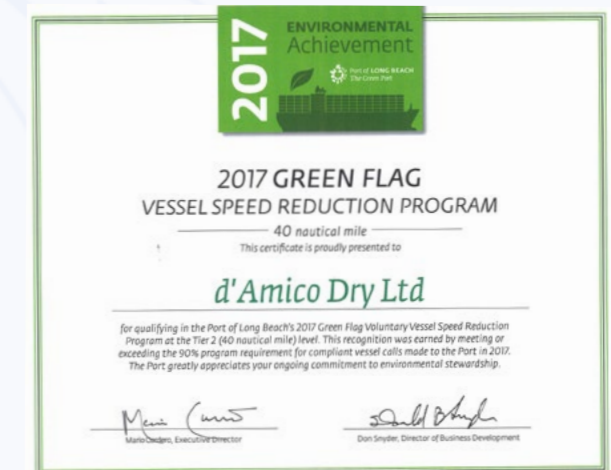 2017
ENVIRONMENTAL
Achievement
Port of LONG BEACH
The Green Port
2017 GREEN FLAG
VESSEL SPEED REDUCTION PROGRAM
40 nautical mile
This certificate is proudly presented to
d'Amico Dry Ltd
for qualifying in the Port of Long Beach's 2017 Green Flag Voluntary Vessel Speed Reduction
Program at the Tier 2 (40 nautical mile) level. This recognition was earned by meeting or
exceeding the 90% program requirement for compliant vessel calls made to the Port in 2017.
The Port greatly appreciates your ongoing commitment to environmental stewardship.
Mario Cordero, Executive Director
Don Snyder, Director of Business Development